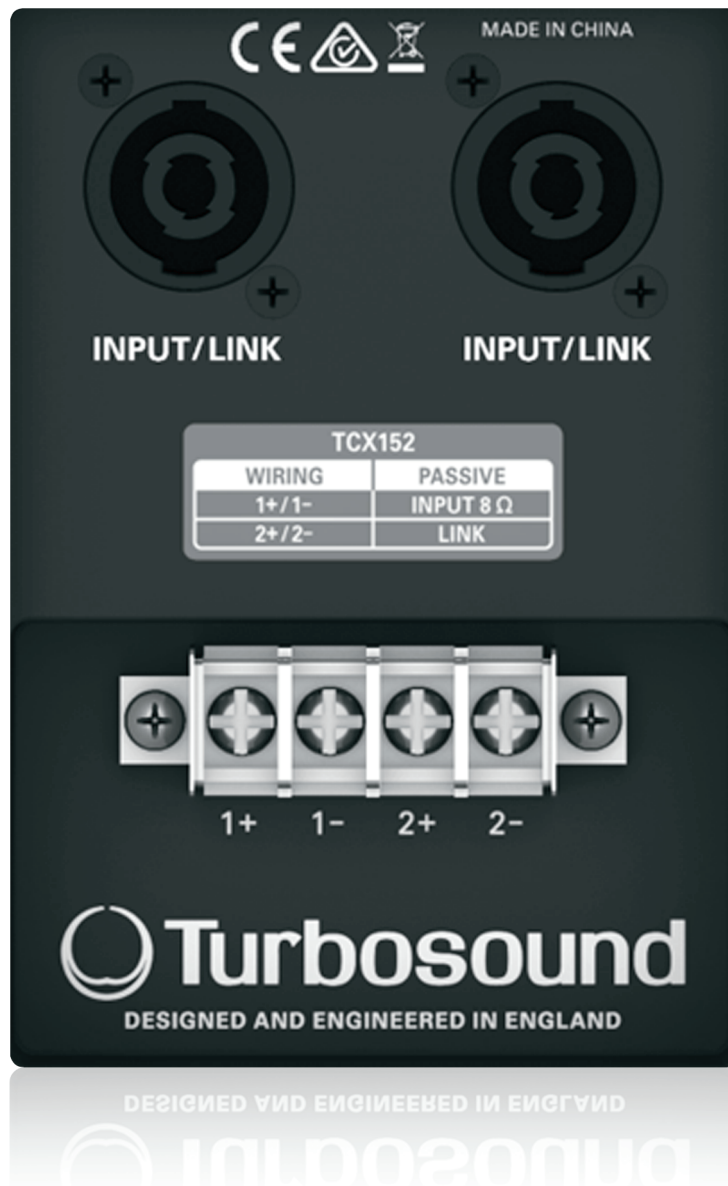 CE
MADE IN CHINA
INPUT/LINK
INPUT/LINK
TCX152
WIRING PASSIVE
1+/1- INPUT 8 Ω
2+/2- LINK
1+ 1- 2+ 2-
Turbosound
DESIGNED AND ENGINEERED IN ENGLAND